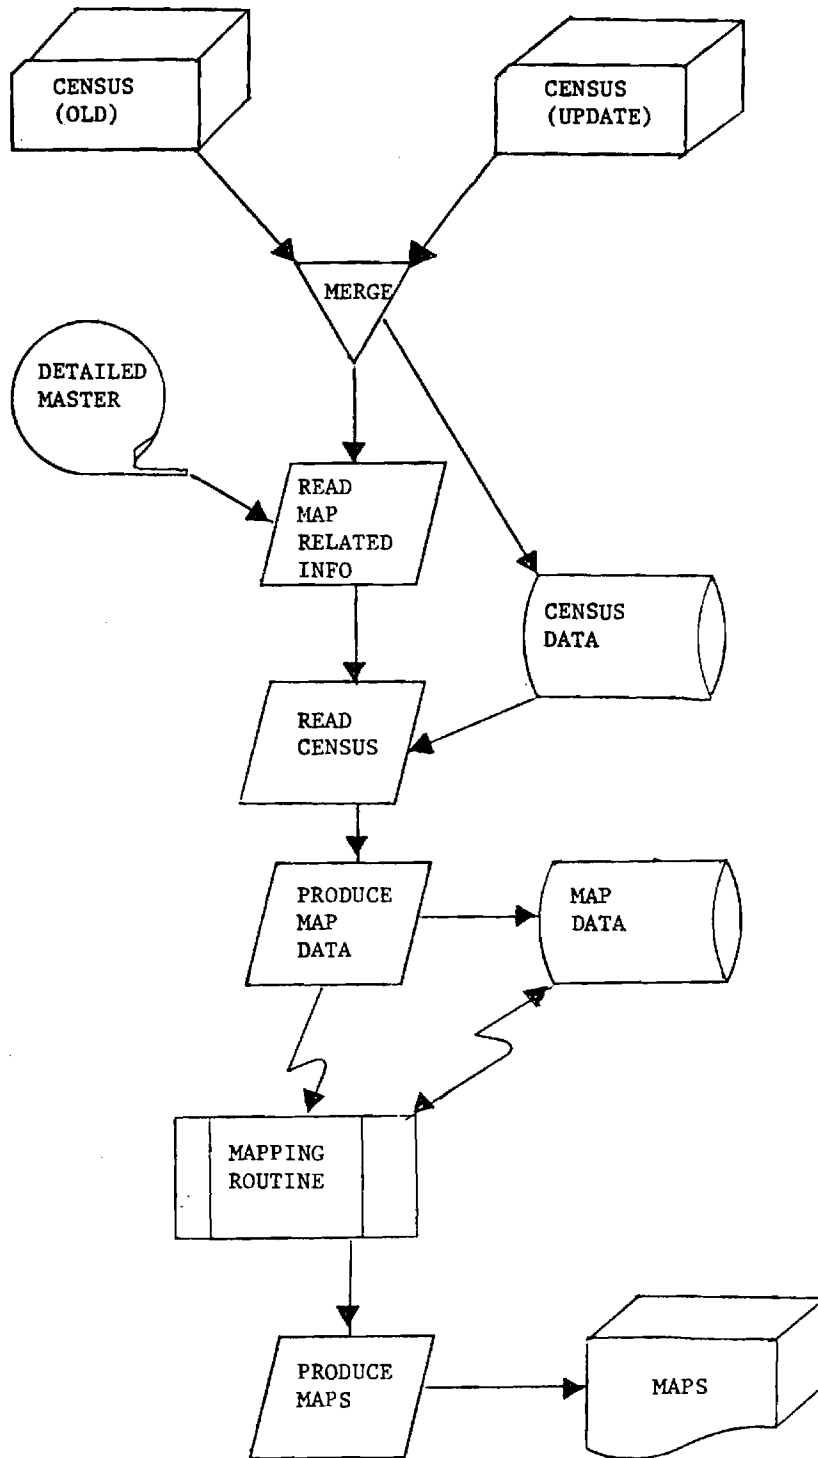 CENSUS
(OLD)
CENSUS
(UPDATE)
MERGE
DETAILED
MASTER
READ
MAP
RELATED
INFO
CENSUS
DATA
READ
CENSUS
PRODUCE
MAP
DATA
MAP
DATA
MAPPING
ROUTINE
PRODUCE
MAPS
MAPS